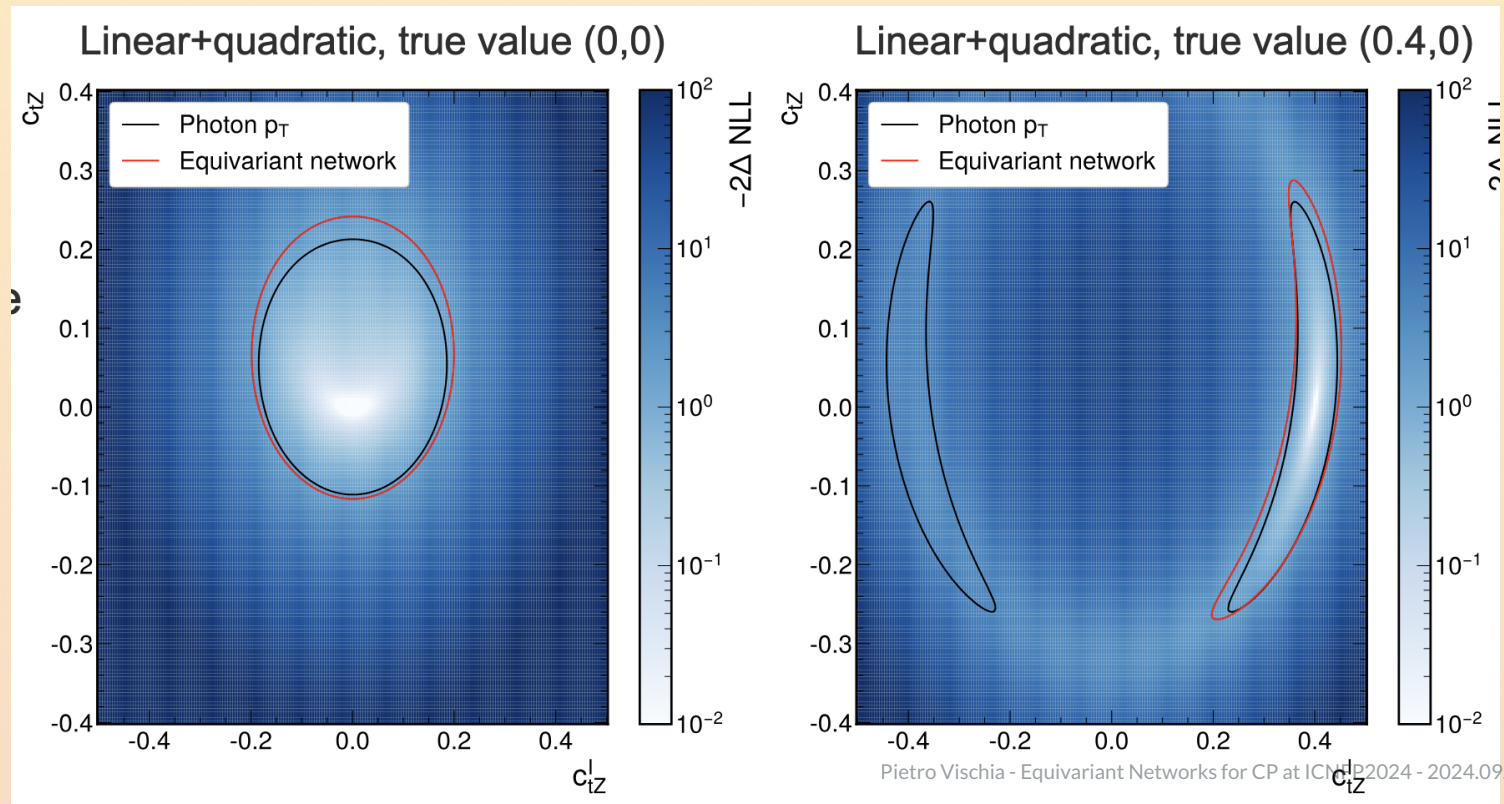 Linear+quadratic, true value (0,0)
c_tZ
0.4
0.3
0.2
0.1
0.0
-0.1
-0.2
-0.3
-0.4
Photon p_T
Equivariant network
-0.4 -0.2 0.0 0.2 0.4
c^I_tZ
10^2
10^1
10^0
10^−1
10^−2
−2Δ NLL
Linear+quadratic, true value (0.4,0)
c_tZ
0.4
0.3
0.2
0.1
0.0
-0.1
-0.2
-0.3
-0.4
Photon p_T
Equivariant network
-0.4 -0.2 0.0 0.2 0.4
c^I_tZ
10^2
10^1
10^0
10^−1
10^−2
e
Pietro Vischia - Equivariant Networks for CP at ICNFP2024 - 2024.09